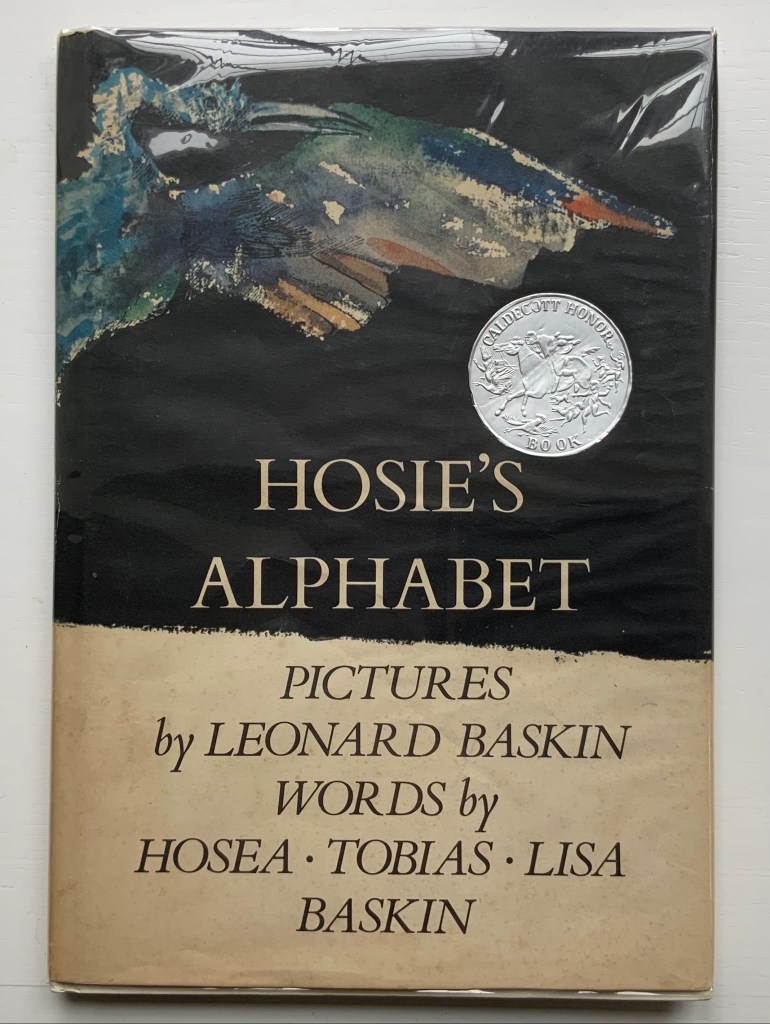 CALDECOTT HONOR
BOOK
HOSIE'S
ALPHABET
PICTURES
by LEONARD BASKIN
WORDS by
HOSEA · TOBIAS · LISA
BASKIN